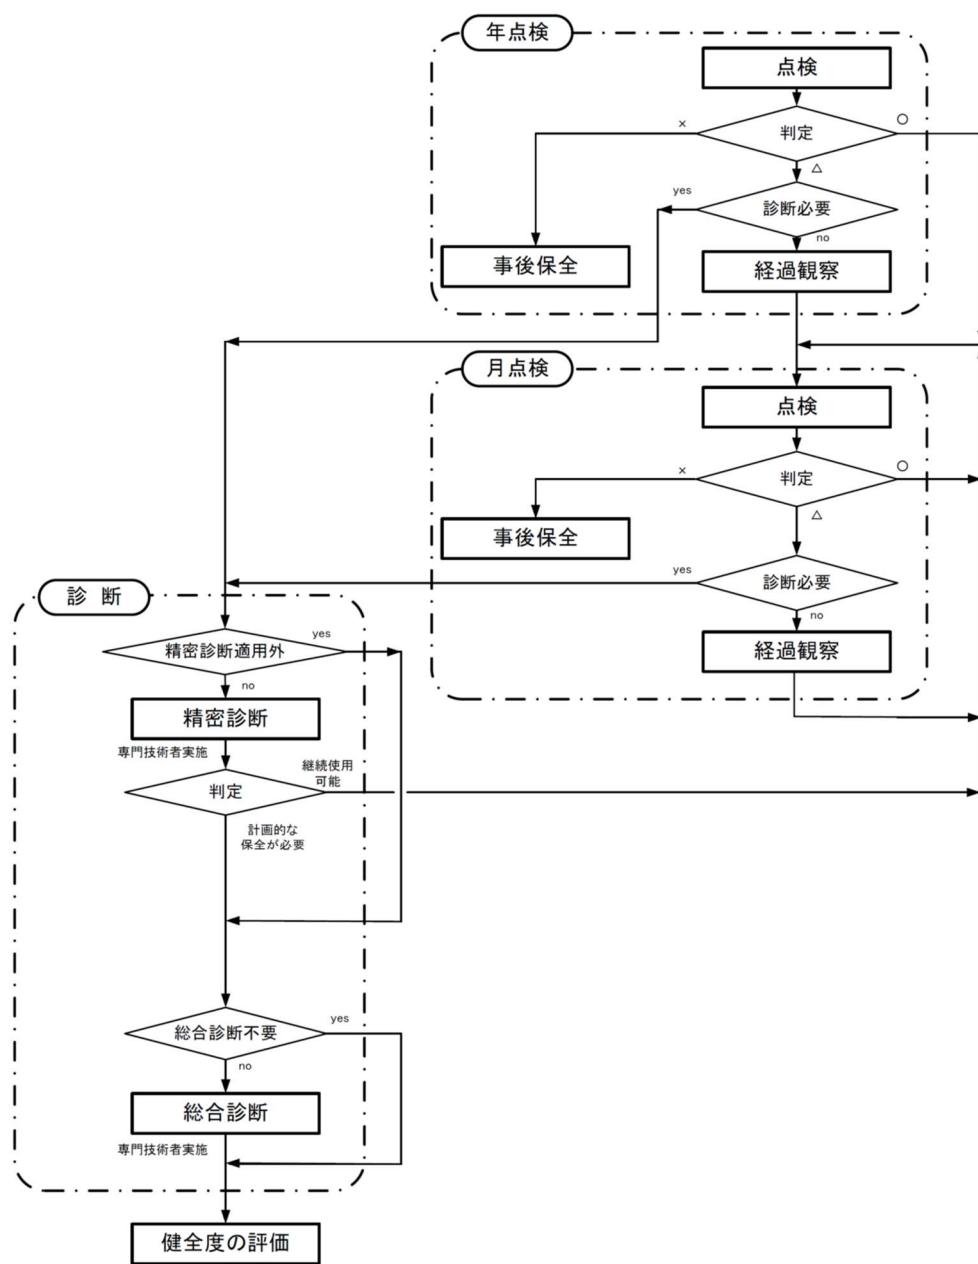 年点検
点検
判定
×
○
△
診断必要
yes
no
事後保全
経過観察
月点検
点検
判定
×
○
△
事後保全
診断必要
yes
no
経過観察
診 断
精密診断適用外
yes
no
精密診断
専門技術者実施
判定
継続使用
可能
計画的な
保全が必要
総合診断不要
yes
no
総合診断
専門技術者実施
健全度の評価